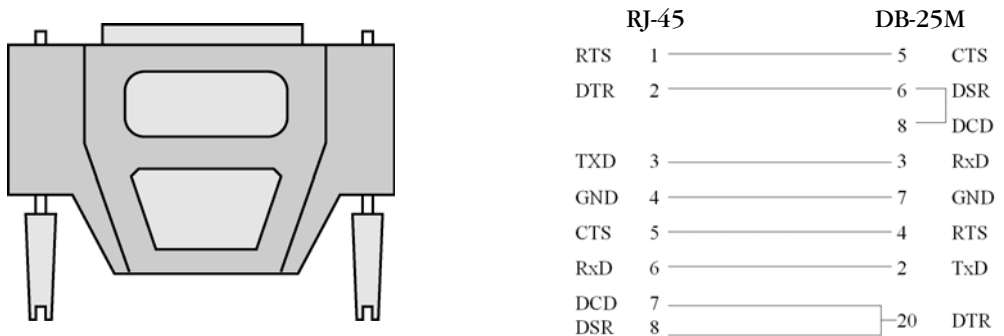 RJ-45 DB-25M
RTS 1 5 CTS
DTR 2 6 DSR
8 DCD
TXD 3 3 RxD
GND 4 7 GND
CTS 5 4 RTS
RxD 6 2 TxD
DCD 7
20 DTR
DSR 8